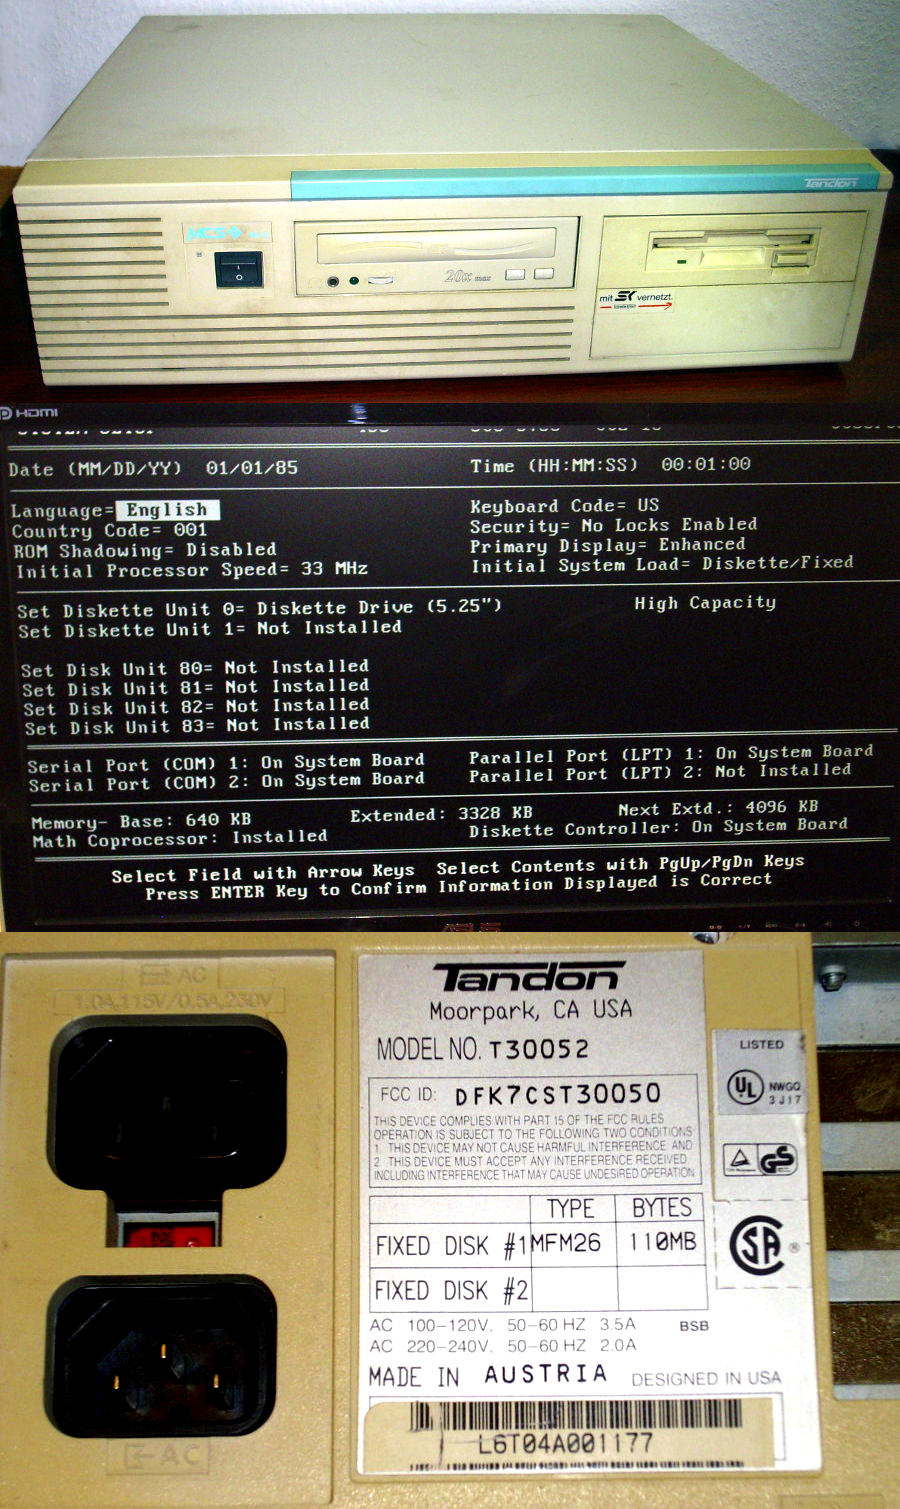 Tandon
MCS
20x max
mit SK vernetzt.
HDMI
Date (MM/DD/YY) 01/01/85 Time (HH:MM:SS) 00:01:00
Language= English Keyboard Code= US
Country Code= 001 Security= No Locks Enabled
ROM Shadowing= Disabled Primary Display= Enhanced
Initial Processor Speed= 33 MHz Initial System Load= Diskette/Fixed
Set Diskette Unit 0= Diskette Drive (5.25") High Capacity
Set Diskette Unit 1= Not Installed
Set Disk Unit 80= Not Installed
Set Disk Unit 81= Not Installed
Set Disk Unit 82= Not Installed
Set Disk Unit 83= Not Installed
Serial Port (COM) 1: On System Board Parallel Port (LPT) 1: On System Board
Serial Port (COM) 2: On System Board Parallel Port (LPT) 2: Not Installed
Memory- Base: 640 KB Extended: 3328 KB Next Extd.: 4096 KB
Math Coprocessor: Installed Diskette Controller: On System Board
Select Field with Arrow Keys Select Contents with PgUp/PgDn Keys
Press ENTER Key to Confirm Information Displayed is Correct
AC
1.0A,115V/0.5A,230V
AC
Tandon
Moorpark, CA USA
MODEL NO. T30052
FCC ID: DFK7CST30050
THIS DEVICE COMPLIES WITH PART 15 OF THE FCC RULES
OPERATION IS SUBJECT TO THE FOLLOWING TWO CONDITIONS
1. THIS DEVICE MAY NOT CAUSE HARMFUL INTERFERENCE AND
2. THIS DEVICE MUST ACCEPT ANY INTERFERENCE RECEIVED
INCLUDING INTERFERENCE THAT MAY CAUSE UNDESIRED OPERATION
TYPE BYTES
FIXED DISK #1 MFM26 110MB
FIXED DISK #2
AC 100-120V, 50-60 HZ 3.5A BSB
AC 220-240V, 50-60 HZ 2.0A
MADE IN AUSTRIA DESIGNED IN USA
L6T04A001177
LISTED
UL NWGQ
3J17
GS
SA ®